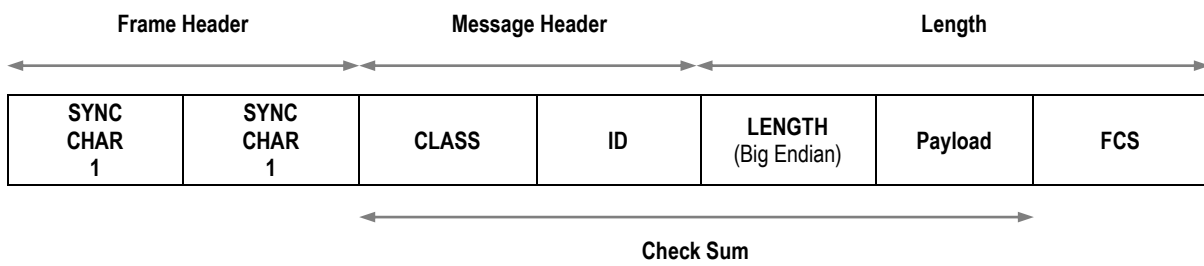 Frame Header Message Header Length
SYNC SYNC
CHAR CHAR CLASS ID LENGTH Payload FCS
1 1 (Big Endian)
Check Sum